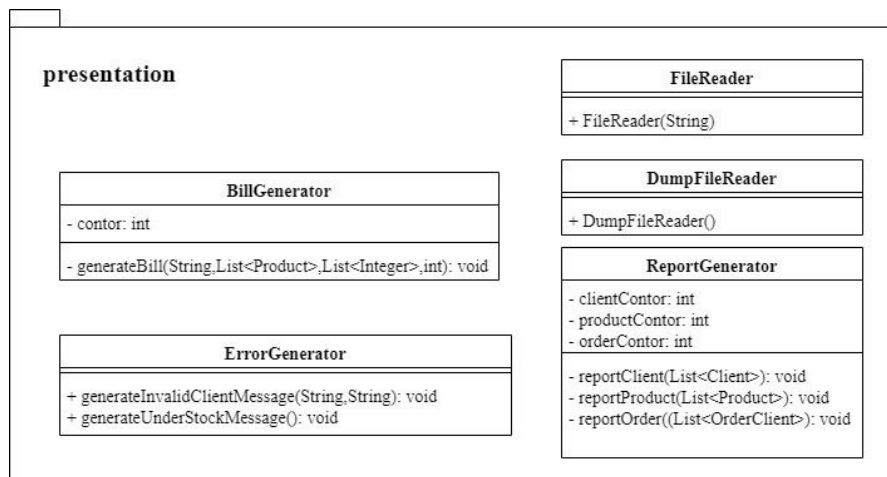 presentation
BillGenerator
- contor: int
- generateBill(String,List<Product>,List<Integer>,int): void
ErrorGenerator
+ generateInvalidClientMessage(String,String): void
+ generateUnderStockMessage(): void
FileReader
+ FileReader(String)
DumpFileReader
+ DumpFileReader()
ReportGenerator
- clientContor: int
- productContor: int
- orderContor: int
- reportClient(List<Client>): void
- reportProduct(List<Product>): void
- reportOrder((List<OrderClient>): void